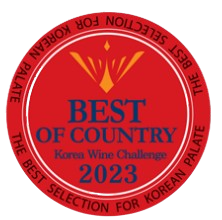 THE BEST SELECTION FOR KOREAN PALATE
BEST
OF COUNTRY
Korea Wine Challenge
2023
THE BEST SELECTION FOR KOREAN PALATE